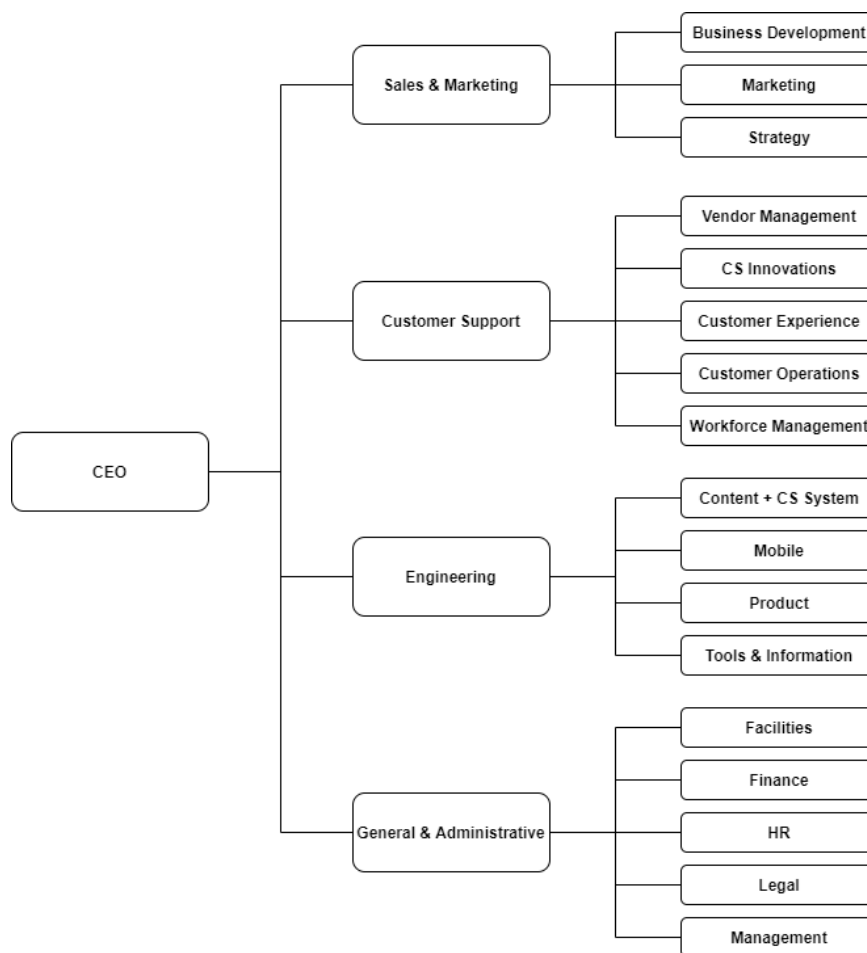 Business Development
Sales & Marketing
Marketing
Strategy
Vendor Management
CS Innovations
Customer Support
Customer Experience
Customer Operations
Workforce Management
CEO
Content + CS System
Mobile
Engineering
Product
Tools & Information
Facilities
Finance
General & Administrative
HR
Legal
Management